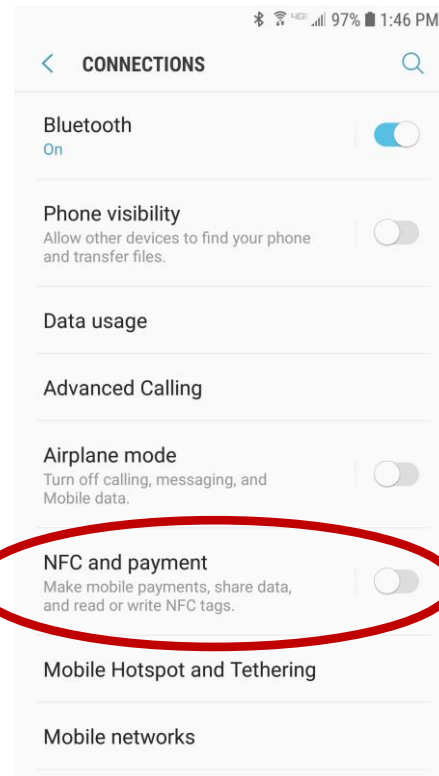 97% 1:46 PM
CONNECTIONS
Bluetooth
On
Phone visibility
Allow other devices to find your phone
and transfer files.
Data usage
Advanced Calling
Airplane mode
Turn off calling, messaging, and
Mobile data.
NFC and payment
Make mobile payments, share data,
and read or write NFC tags.
Mobile Hotspot and Tethering
Mobile networks